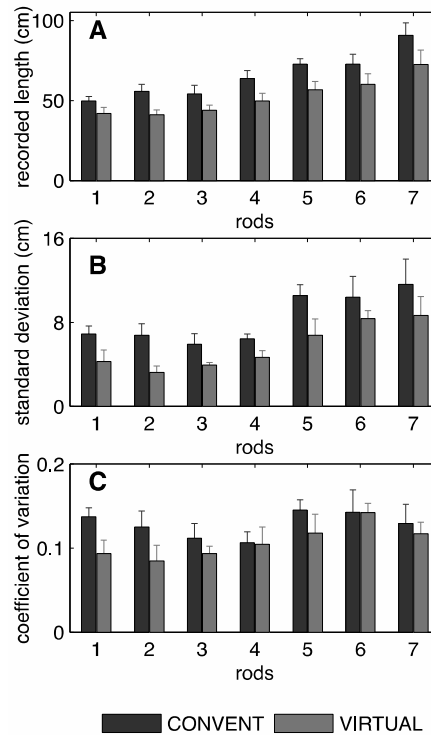 A
recorded length (cm)
100
50
0
1 2 3 4 5 6 7
rods
B
standard deviation (cm)
16
8
0
1 2 3 4 5 6 7
rods
C
coefficient of variation
0.2
0.1
0
1 2 3 4 5 6 7
rods
CONVENT VIRTUAL